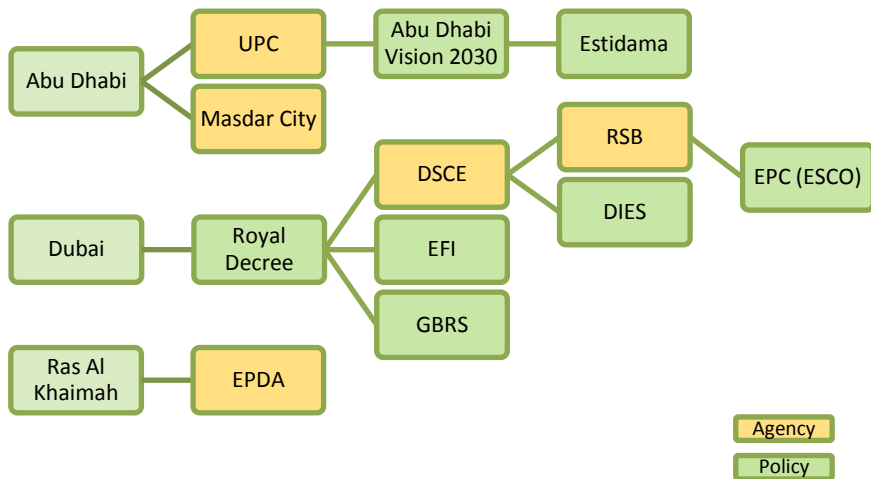 Abu Dhabi
UPC
Abu Dhabi
Vision 2030
Estidama
Masdar City
Dubai
Royal
Decree
DSCE
RSB
EPC (ESCO)
DIES
EFI
GBRS
Ras Al
Khaimah
EPDA
Agency
Policy